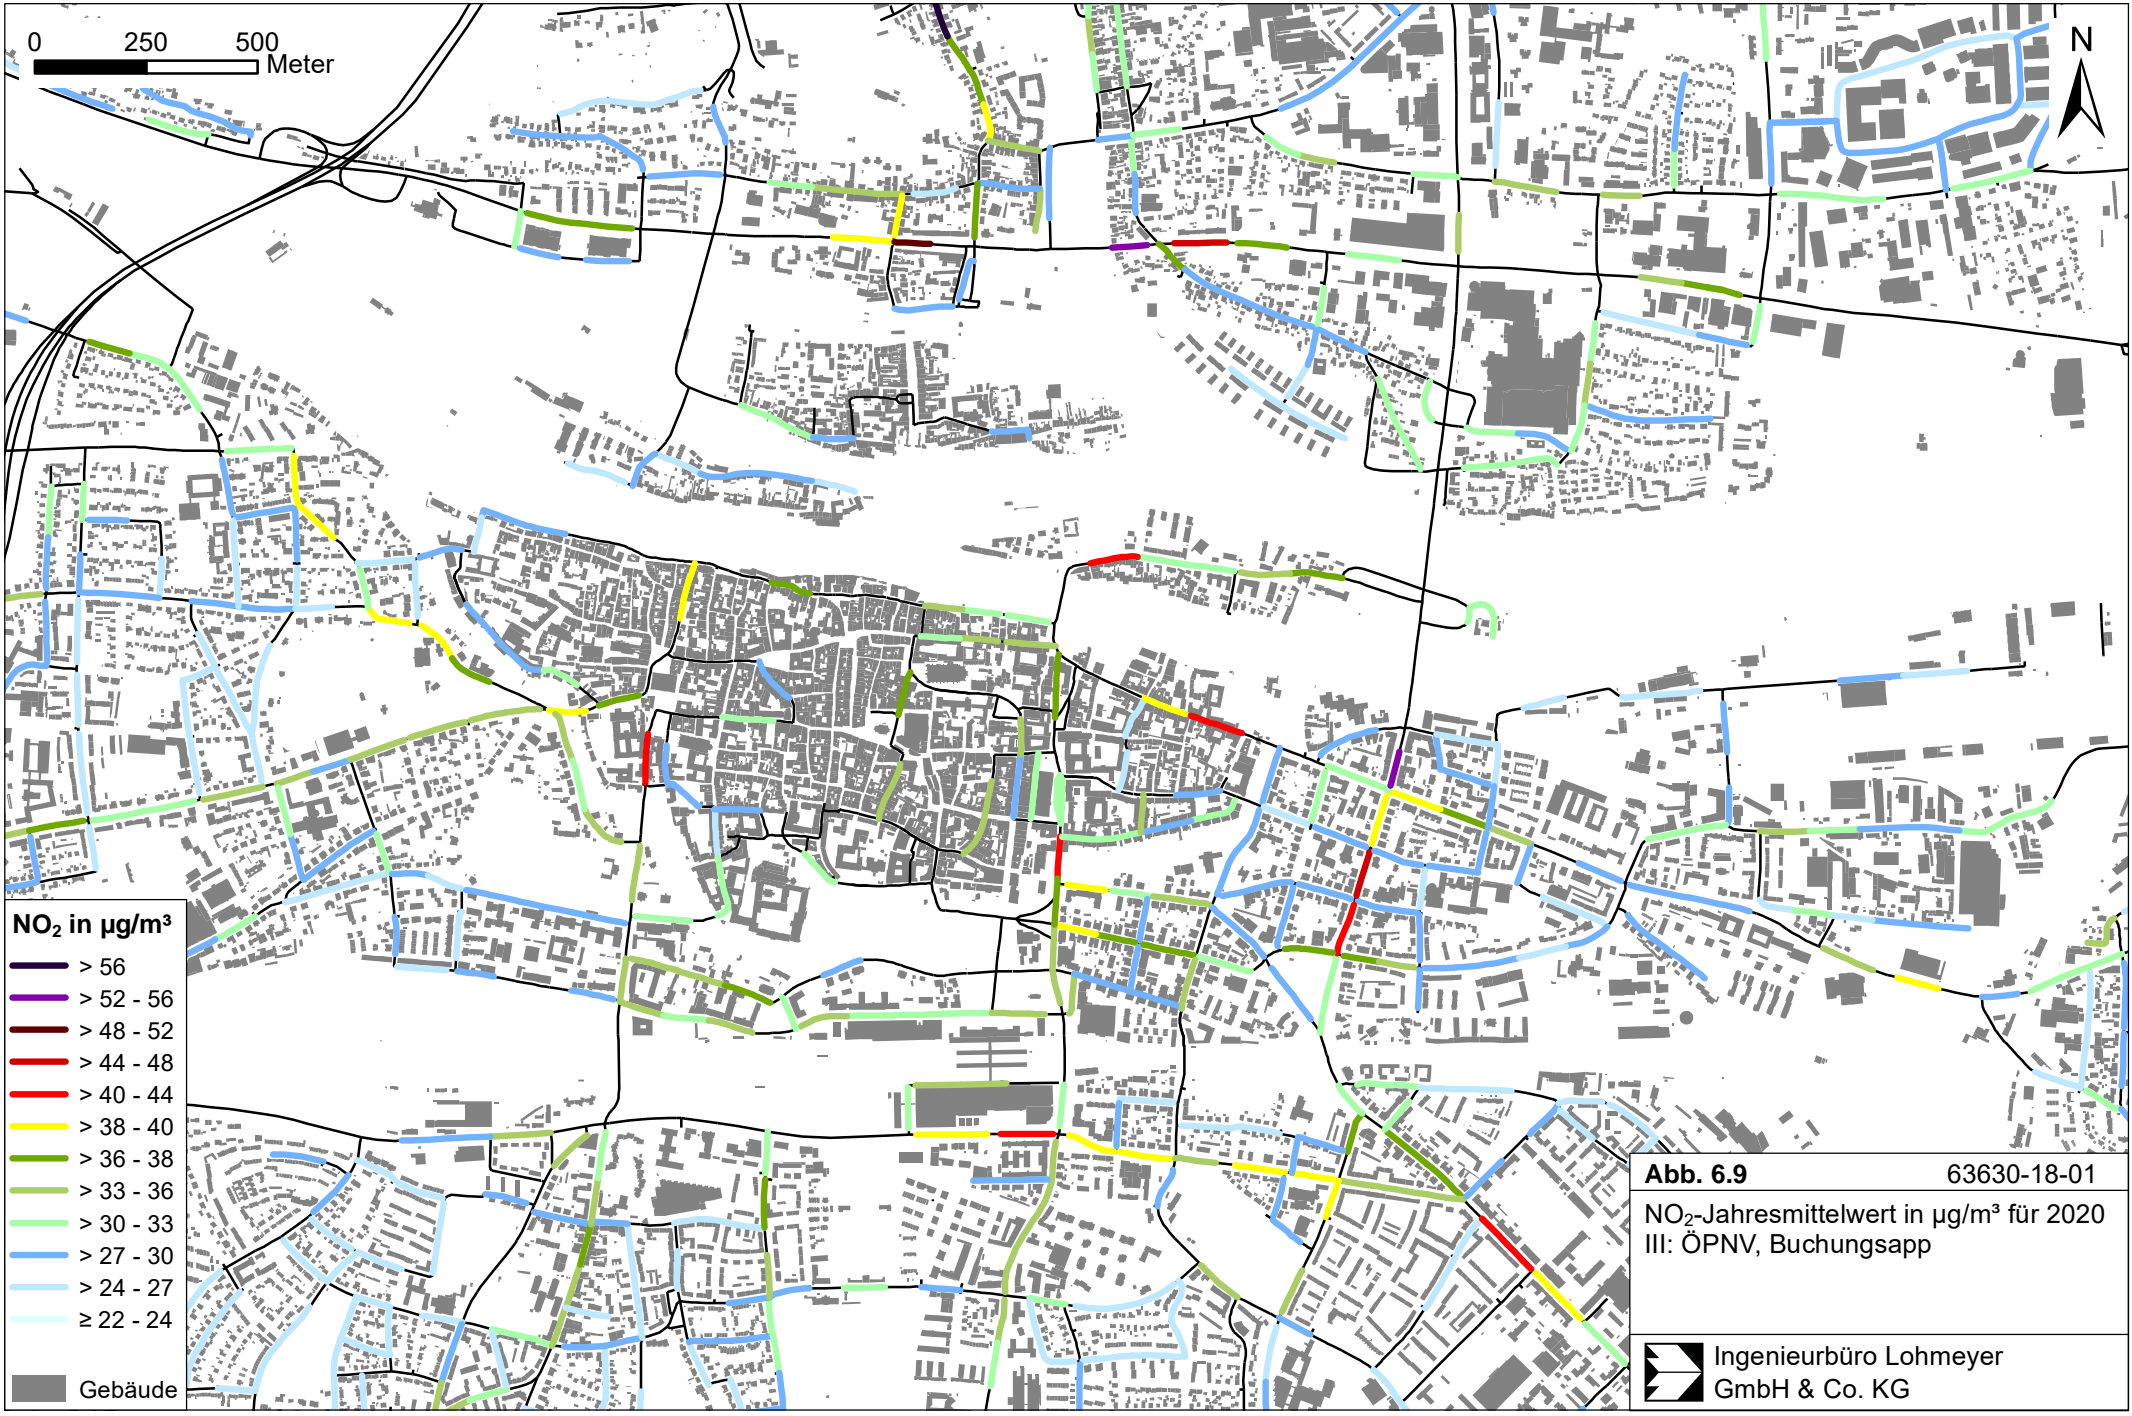 0 250 500
Meter
N
NO₂ in µg/m³
> 56
> 52 - 56
> 48 - 52
> 44 - 48
> 40 - 44
> 38 - 40
> 36 - 38
> 33 - 36
> 30 - 33
> 27 - 30
> 24 - 27
≥ 22 - 24
Gebäude
Abb. 6.9 63630-18-01
NO₂-Jahresmittelwert in µg/m³ für 2020
III: ÖPNV, Buchungsapp
Ingenieurbüro Lohmeyer
GmbH & Co. KG